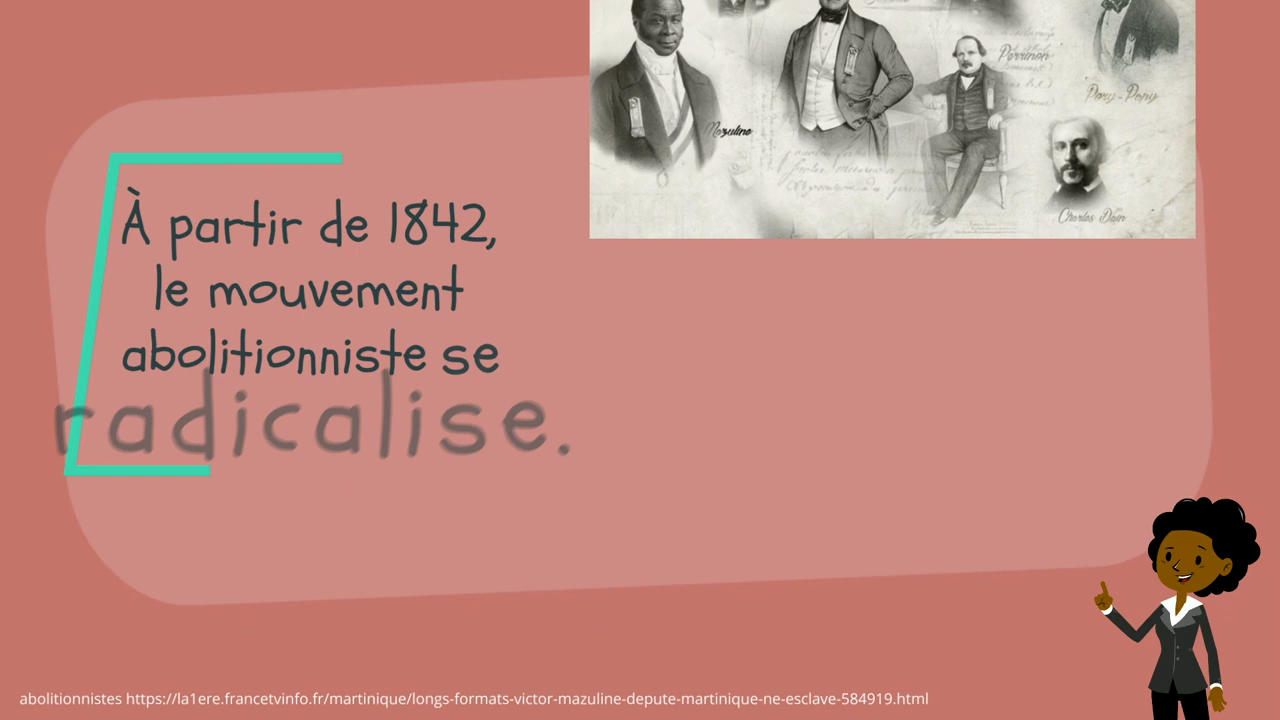 À partir de 1842,
le mouvement
abolitionniste se
radicalise.
Mazuline
Perrinon
Pery-Papy
Charles Dain
abolitionnistes https://la1ere.francetvinfo.fr/martinique/longs-formats-victor-mazuline-depute-martinique-ne-esclave-584919.html